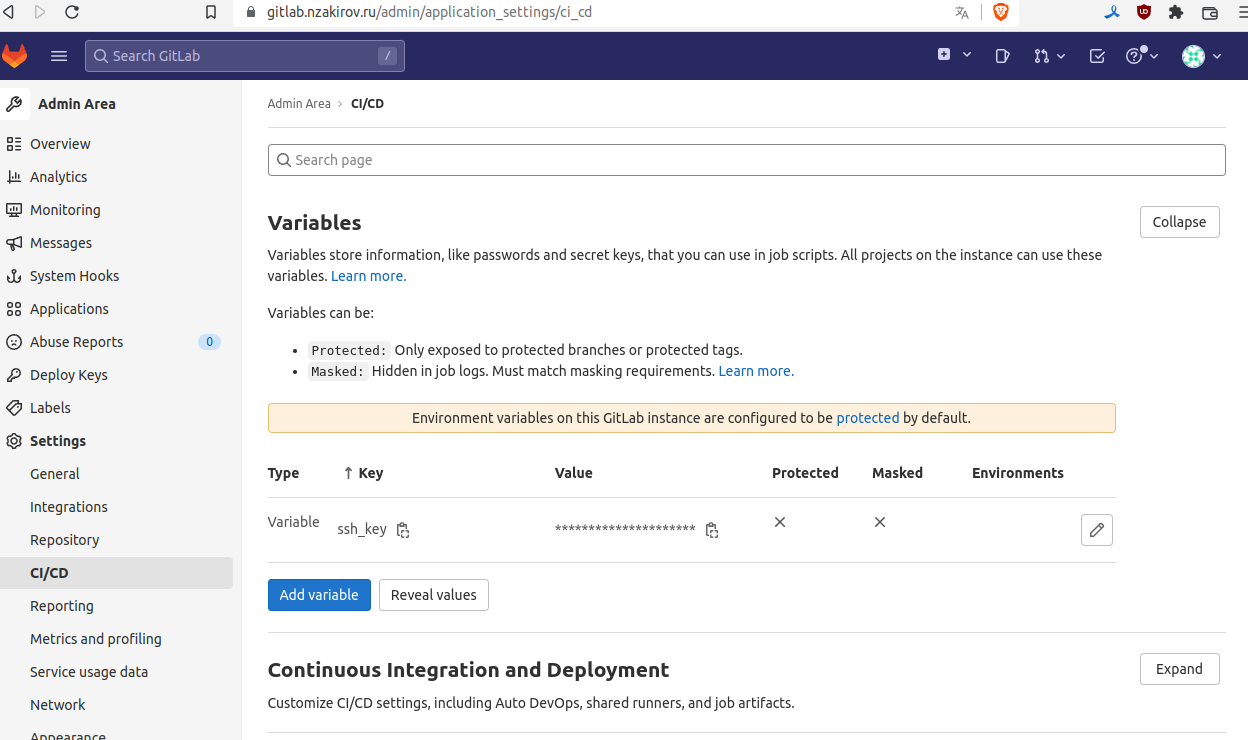 gitlab.nzakirov.ru/admin/application_settings/ci_cd
Search GitLab /
Admin Area
Overview
Analytics
Monitoring
Messages
System Hooks
Applications
Abuse Reports 0
Deploy Keys
Labels
Settings
General
Integrations
Repository
CI/CD
Reporting
Metrics and profiling
Service usage data
Network
Appearance
Admin Area › CI/CD
Search page
Variables
Collapse
Variables store information, like passwords and secret keys, that you can use in job scripts. All projects on the instance can use these
variables. Learn more.
Variables can be:
• Protected: Only exposed to protected branches or protected tags.
• Masked: Hidden in job logs. Must match masking requirements. Learn more.
Environment variables on this GitLab instance are configured to be protected by default.
Type ↑ Key Value Protected Masked Environments
Variable ssh_key *********************
Add variable Reveal values
Continuous Integration and Deployment
Expand
Customize CI/CD settings, including Auto DevOps, shared runners, and job artifacts.